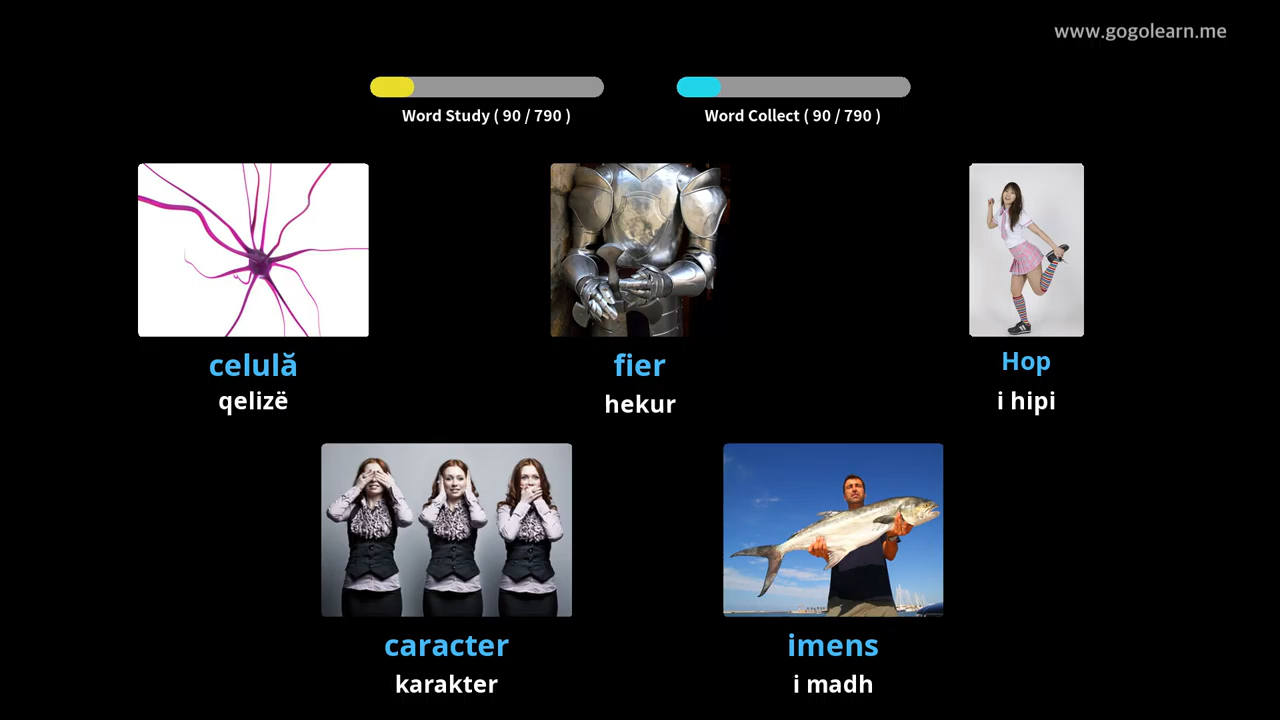 www.gogolearn.me
Word Study ( 90 / 790 )
Word Collect ( 90 / 790 )
celulă
qelizë
fier
hekur
Hop
i hipi
caracter
karakter
imens
i madh